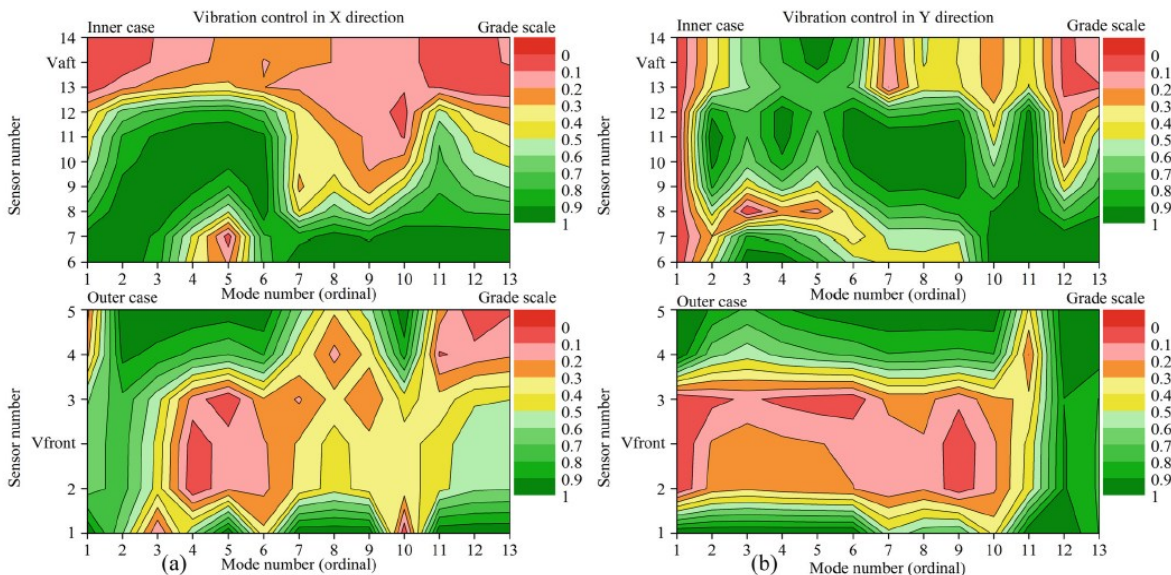 Vibration control in X direction
Inner case
Grade scale
14
Vaft
13
12
11
10
9
8
7
6
Sensor number
0
0.1
0.2
0.3
0.4
0.5
0.6
0.7
0.8
0.9
1
1 2 3 4 5 6 7 8 9 10 11 12 13
Mode number (ordinal)
Outer case
Grade scale
5
4
3
Vfront
2
1
Sensor number
0
0.1
0.2
0.3
0.4
0.5
0.6
0.7
0.8
0.9
1
1 2 3 4 5 6 7 8 9 10 11 12 13
Mode number (ordinal)
(a)
Vibration control in Y direction
Inner case
Grade scale
14
Vaft
13
12
11
10
9
8
7
6
Sensor number
0
0.1
0.2
0.3
0.4
0.5
0.6
0.7
0.8
0.9
1
1 2 3 4 5 6 7 8 9 10 11 12 13
Mode number (ordinal)
Outer case
Grade scale
5
4
3
Vfront
2
1
Sensor number
0
0.1
0.2
0.3
0.4
0.5
0.6
0.7
0.8
0.9
1
1 2 3 4 5 6 7 8 9 10 11 12 13
Mode number (ordinal)
(b)